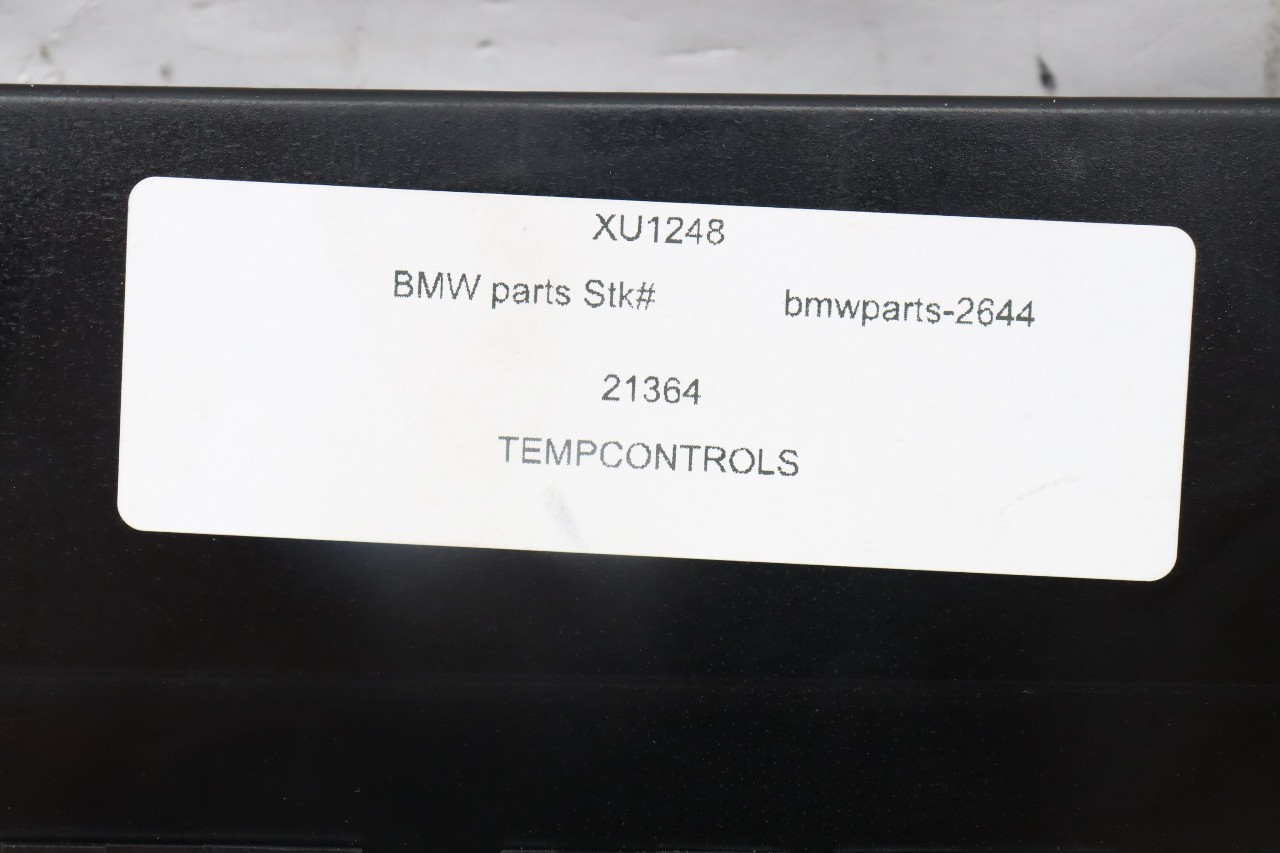 XU1248
BMW parts Stk# bmwparts-2644
21364
TEMPCONTROLS